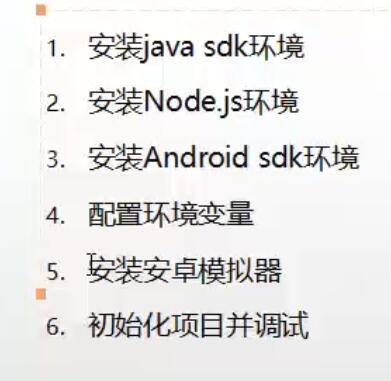 1. 安装java sdk环境
2. 安装Node.js环境
3. 安装Android sdk环境
4. 配置环境变量
5. 安装安卓模拟器
6. 初始化项目并调试